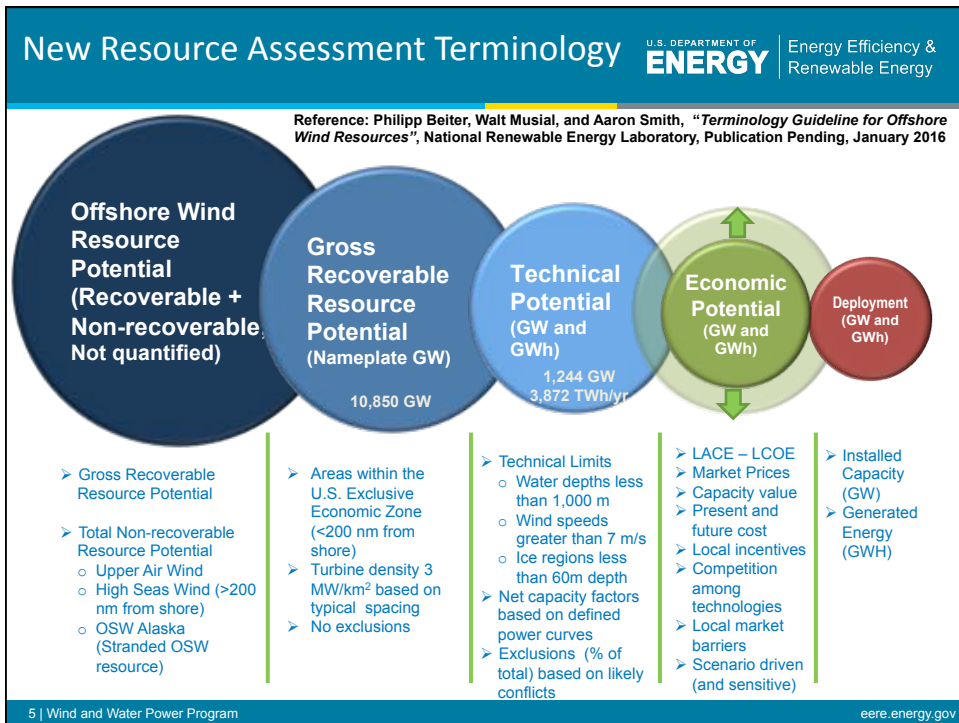 New Resource Assessment Terminology
U.S. DEPARTMENT OF
ENERGY
Energy Efficiency &
Renewable Energy
Reference: Philipp Beiter, Walt Musial, and Aaron Smith, “Terminology Guideline for Offshore
Wind Resources”, National Renewable Energy Laboratory, Publication Pending, January 2016
Offshore Wind
Resource
Potential
(Recoverable +
Non-recoverable,
Not quantified)
Gross
Recoverable
Resource
Potential
(Nameplate GW)
10,850 GW
Technical
Potential
(GW and
GWh)
1,244 GW
3,872 TWh/yr
Economic
Potential
(GW and
GWh)
Deployment
(GW and
GWh)
➢ Gross Recoverable
Resource Potential
➢ Total Non-recoverable
Resource Potential
o Upper Air Wind
o High Seas Wind (>200
nm from shore)
o OSW Alaska
(Stranded OSW
resource)
➢ Areas within the
U.S. Exclusive
Economic Zone
(<200 nm from
shore)
➢ Turbine density 3
MW/km² based on
typical spacing
➢ No exclusions
➢ Technical Limits
o Water depths less
than 1,000 m
o Wind speeds
greater than 7 m/s
o Ice regions less
than 60m depth
➢ Net capacity factors
based on defined
power curves
➢ Exclusions (% of
total) based on likely
conflicts
➢ LACE – LCOE
➢ Market Prices
➢ Capacity value
➢ Present and
future cost
➢ Local incentives
➢ Competition
among
technologies
➢ Local market
barriers
➢ Scenario driven
(and sensitive)
➢ Installed
Capacity
(GW)
➢ Generated
Energy
(GWH)
5 | Wind and Water Power Program
eere.energy.gov